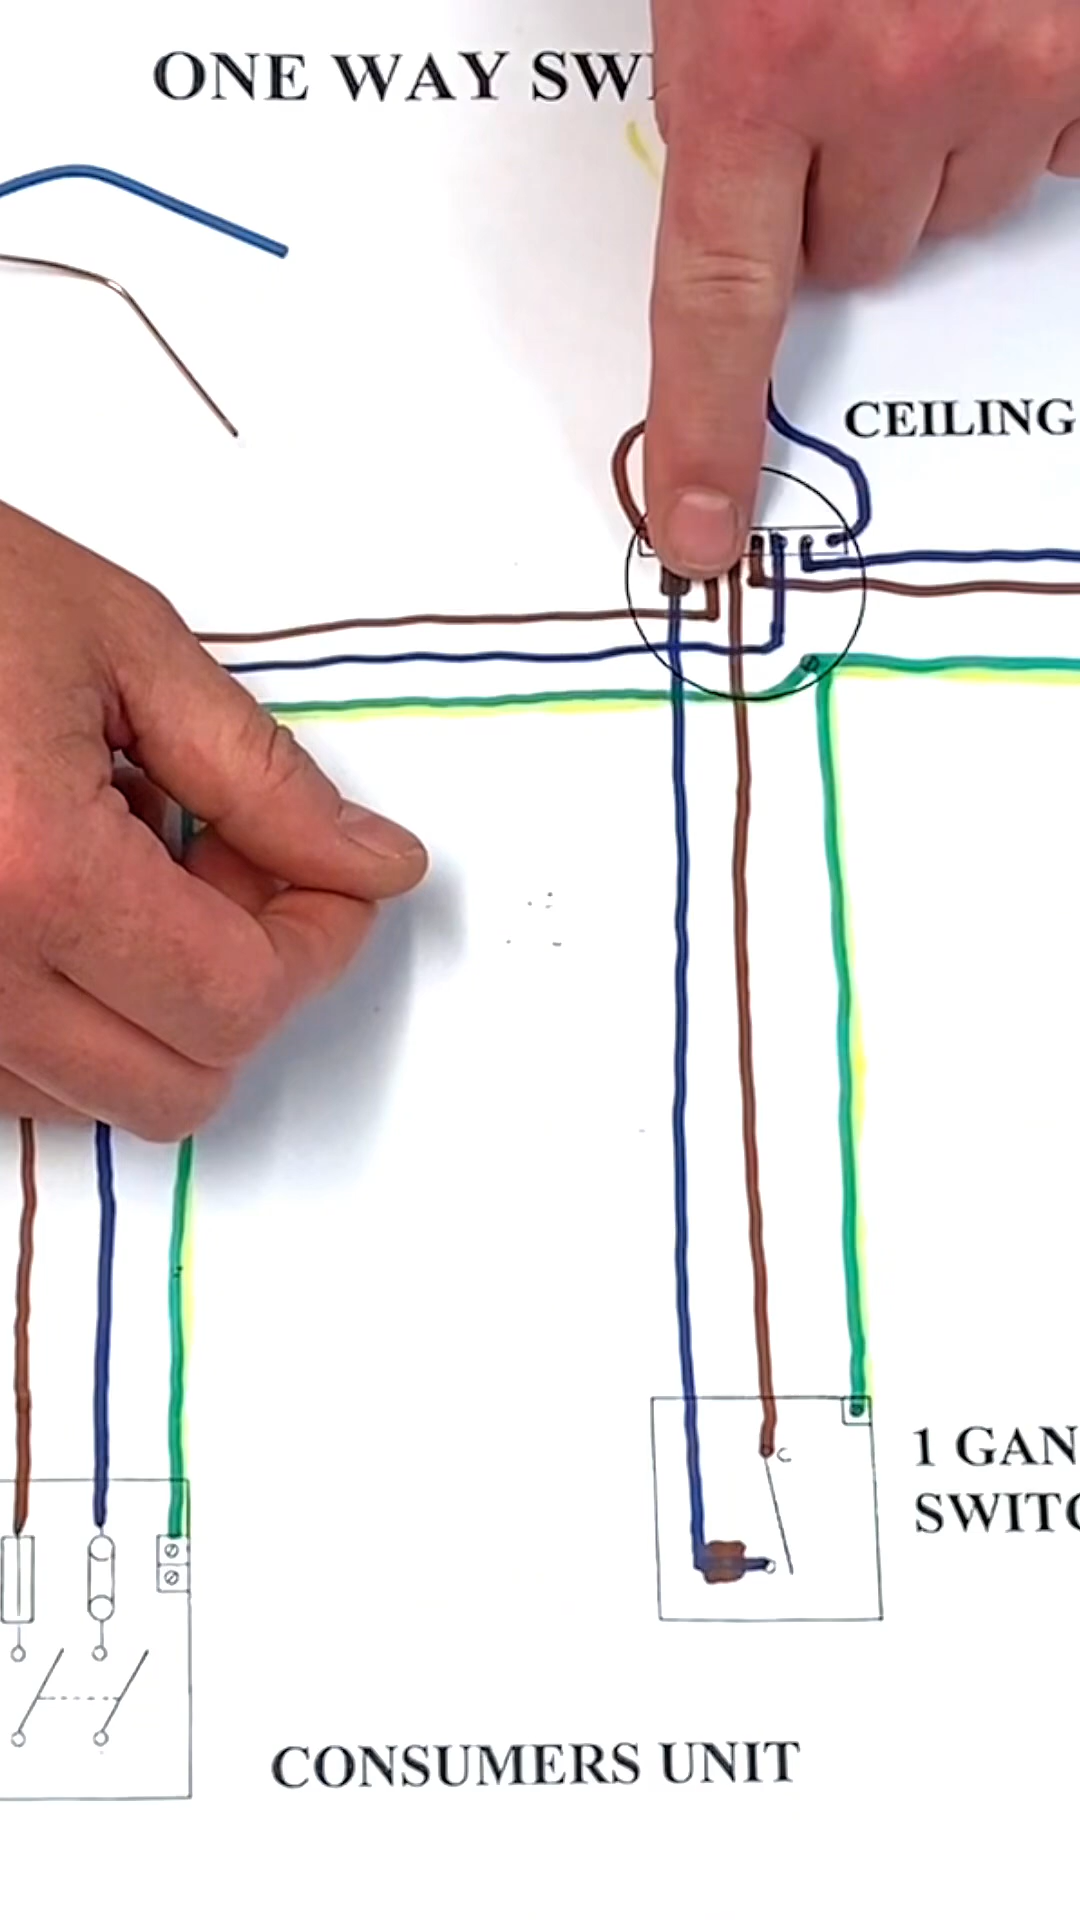 ONE WAY SW
CEILING
C
1 GAN
SWITC
CONSUMERS UNIT